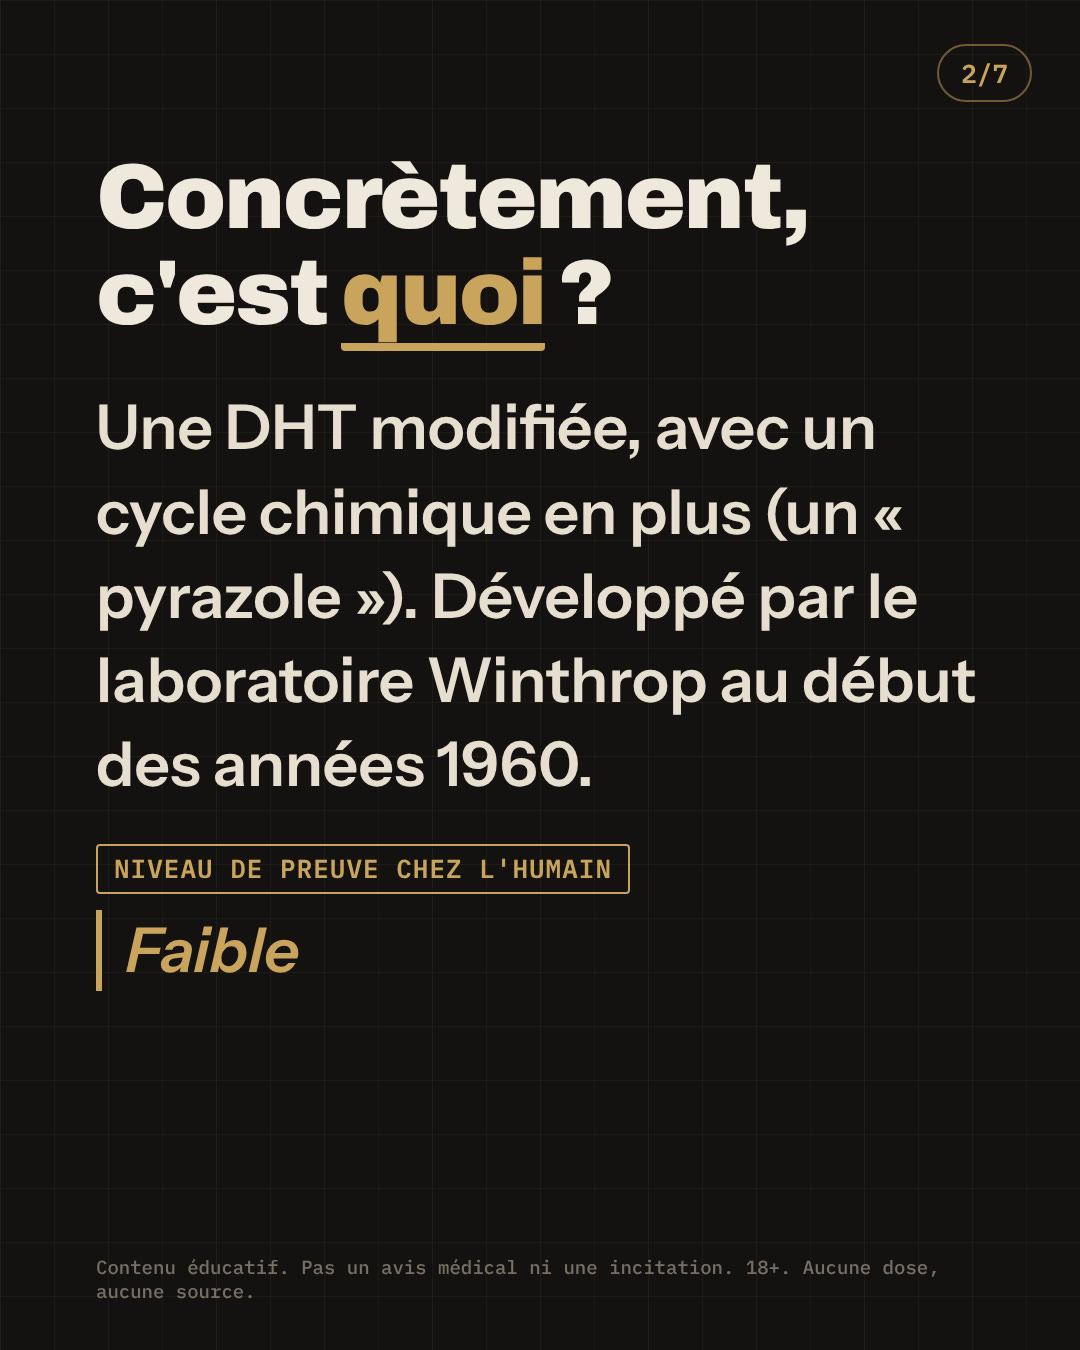 2/7
Concrètement,
c'est quoi ?
Une DHT modifiée, avec un
cycle chimique en plus (un «
pyrazole »). Développé par le
laboratoire Winthrop au début
des années 1960.
NIVEAU DE PREUVE CHEZ L'HUMAIN
Faible
Contenu éducatif. Pas un avis médical ni une incitation. 18+. Aucune dose,
aucune source.